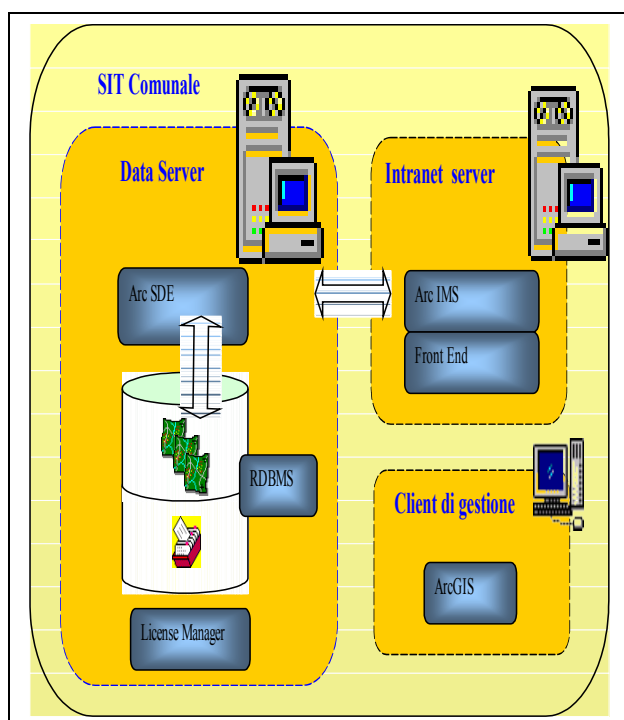 SIT Comunale
Data Server
Arc SDE
RDBMS
License Manager
Intranet server
Arc IMS
Front End
Client di gestione
ArcGIS